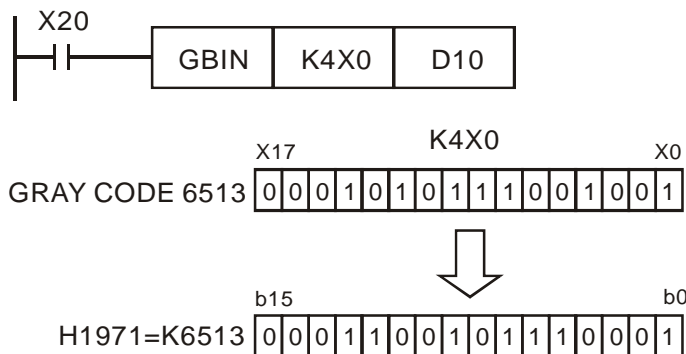 X20
GBIN K4X0 D10
K4X0
X17 X0
GRAY CODE 6513 0 0 0 1 0 1 0 1 1 1 0 0 1 0 0 1
b15 b0
H1971=K6513 0 0 0 1 1 0 0 1 0 1 1 1 0 0 0 1